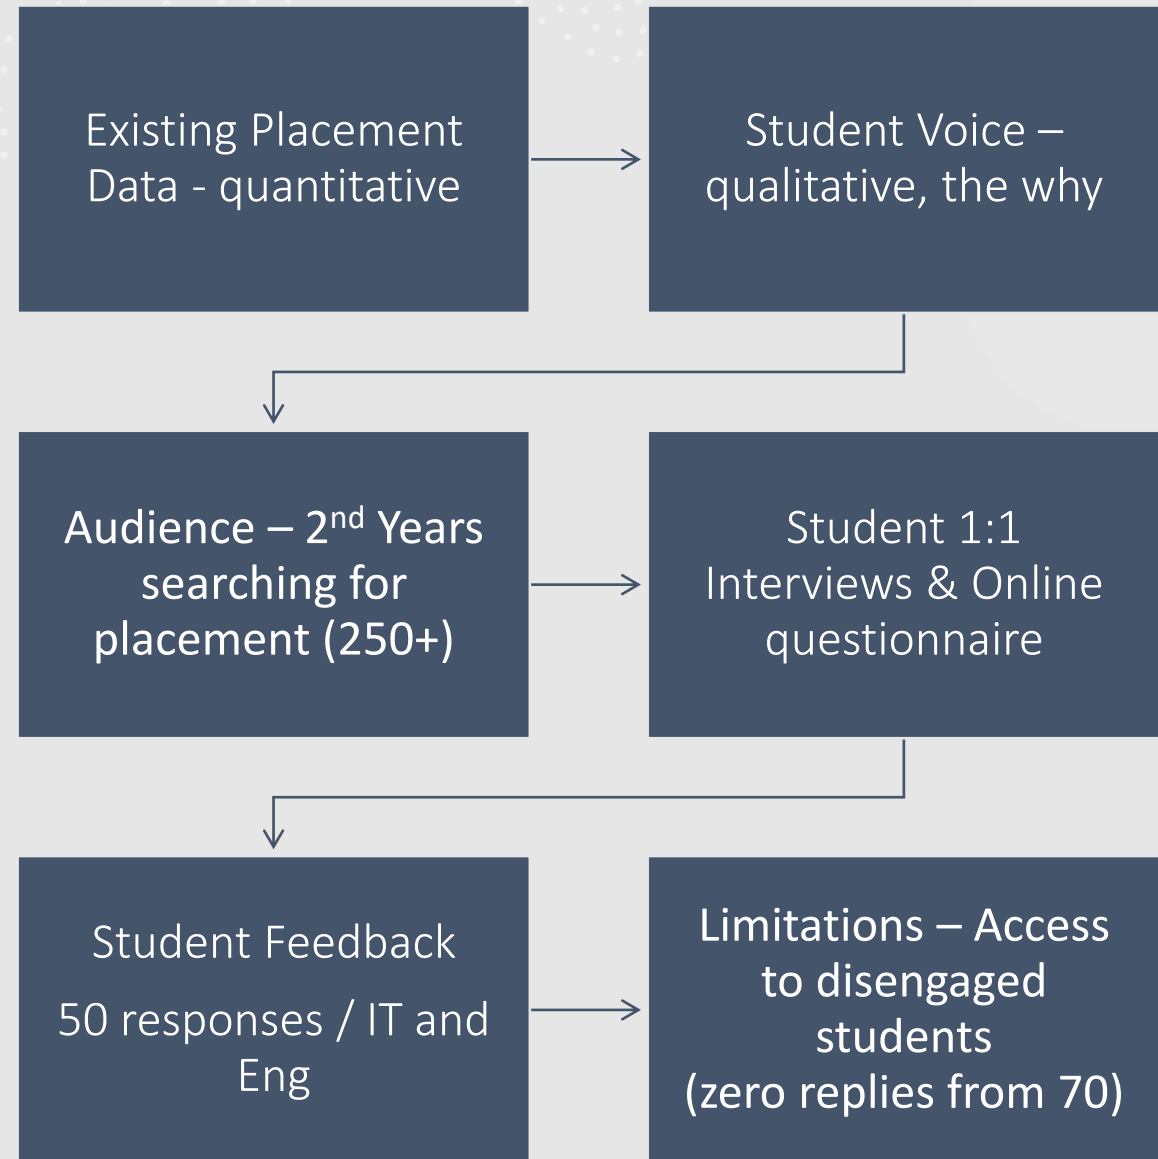 Existing Placement
Data - quantitative
Student Voice –
qualitative, the why
Audience – 2nd Years
searching for
placement (250+)
Student 1:1
Interviews & Online
questionnaire
Student Feedback
50 responses / IT and
Eng
Limitations – Access
to disengaged
students
(zero replies from 70)